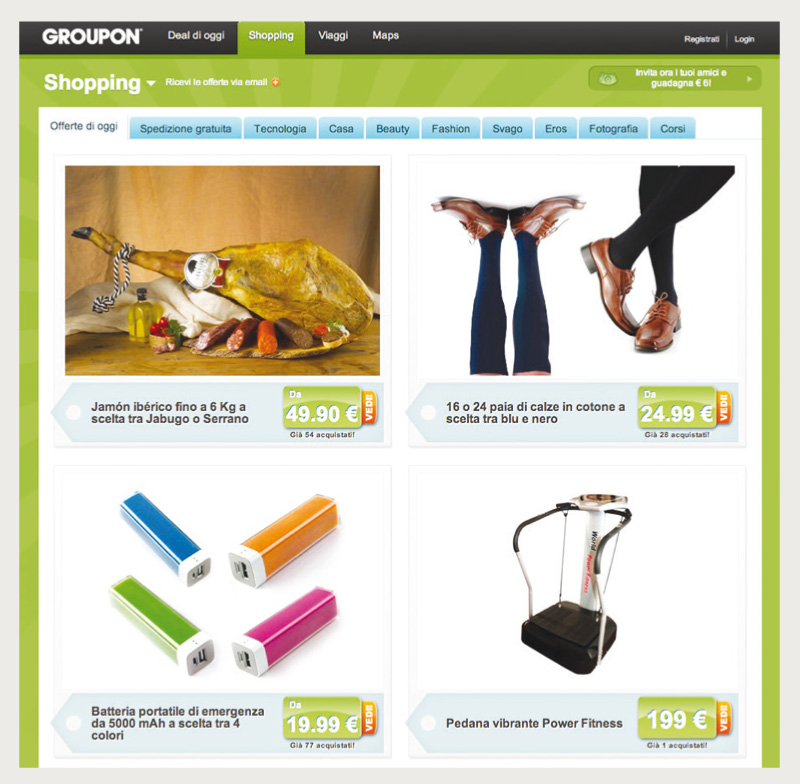 GROUPON
Deal di oggi
Shopping
Viaggi
Maps
Registrati
Login
Shopping
Ricevi le offerte via email
Invita ora i tuoi amici e
guadagna € 6!
Offerte di oggi
Spedizione gratuita
Tecnologia
Casa
Beauty
Fashion
Svago
Eros
Fotografia
Corsi
Jamón ibérico fino a 6 Kg a
scelta tra Jabugo o Serrano
Da
49.90 €
VEDI!
Già 54 acquistati!
16 o 24 paia di calze in cotone a
scelta tra blu e nero
Da
24.99 €
VEDI!
Già 28 acquistati!
World Power Fitness
Batteria portatile di emergenza
da 5000 mAh a scelta tra 4
colori
Da
19.99 €
VEDI!
Già 77 acquistati!
Pedana vibrante Power Fitness
199 €
VEDI!
Già 1 acquistati!